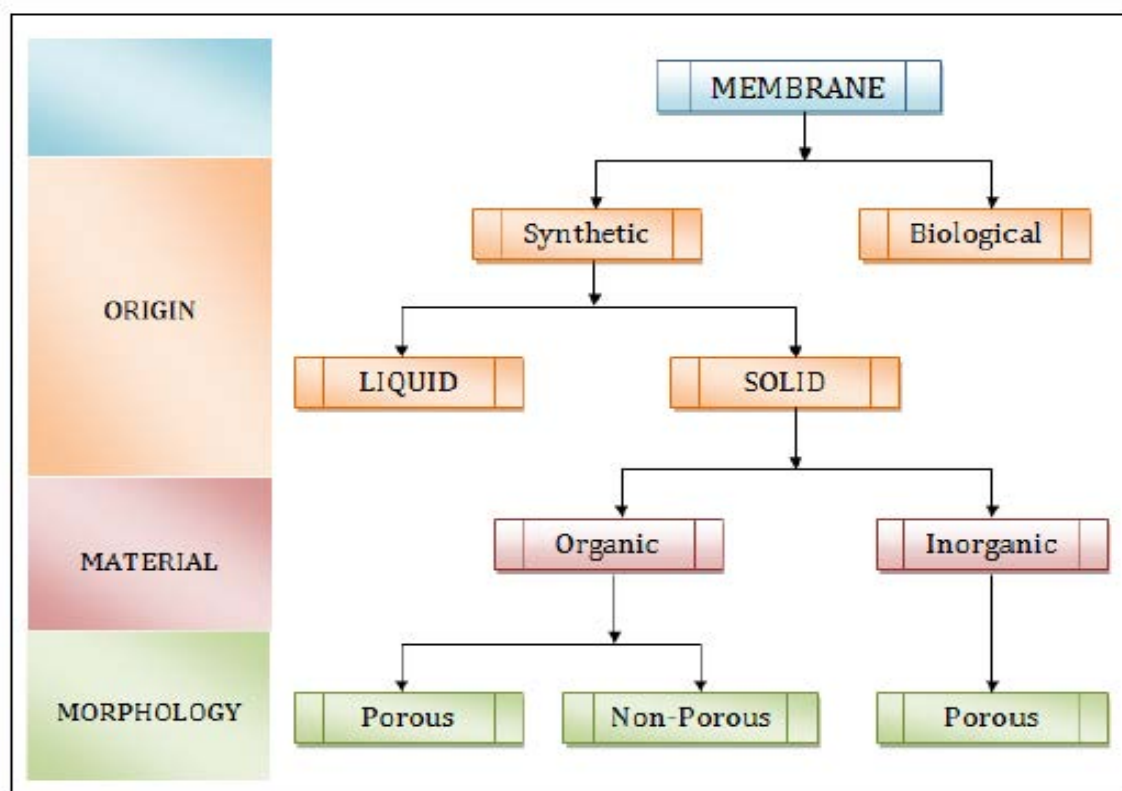 MEMBRANE
Synthetic
Biological
ORIGIN
LIQUID
SOLID
MATERIAL
Organic
Inorganic
MORPHOLOGY
Porous
Non-Porous
Porous